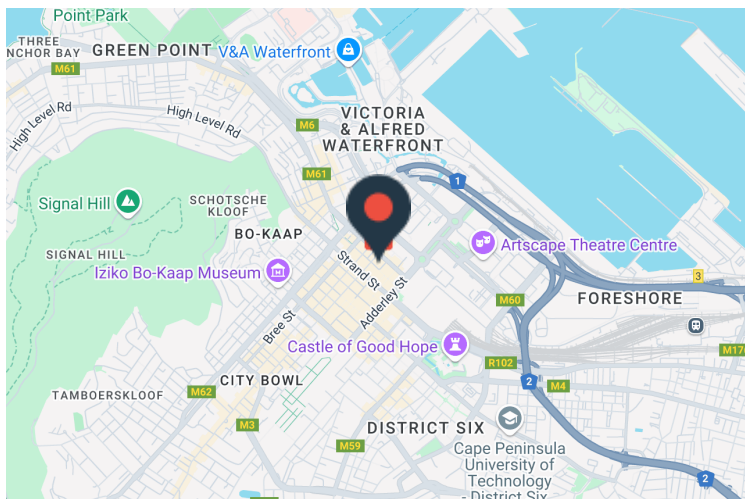 Point Park
THREE
NCHOR BAY
GREEN POINT
V&A Waterfront
M61
High Level Rd
High Level Rd
M6
VICTORIA
& ALFRED
WATERFRONT
M61
1
Signal Hill
SCHOTSCHE
KLOOF
BO-KAAP
SIGNAL HILL
Iziko Bo-Kaap Museum
Strand St
Artscape Theatre Centre
3
Adderley St
M60
FORESHORE
Bree St
Castle of Good Hope
R102
M176
2
M4
CITY BOWL
TAMBOERSKLOOF
M62
M3
DISTRICT SIX
M59
Cape Peninsula
University of
Technology
- District Six
2